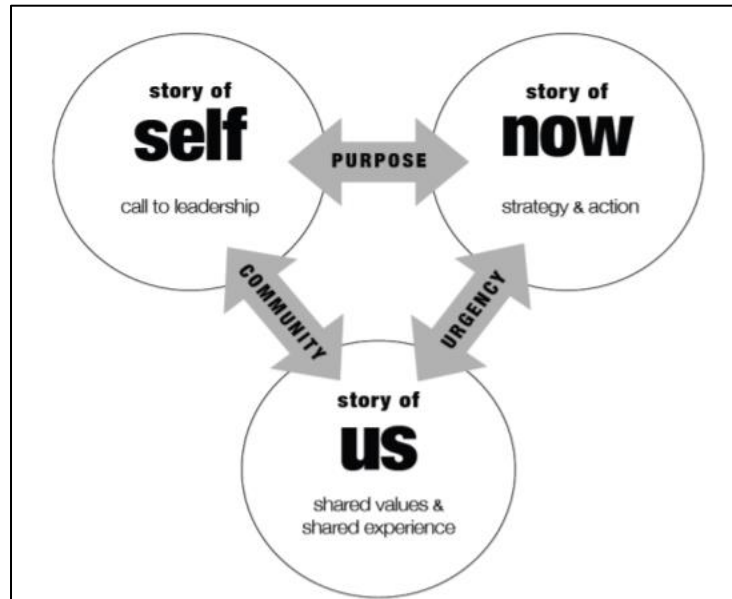 story of
self
call to leadership
PURPOSE
story of
now
strategy & action
COMMUNITY
URGENCY
story of
us
shared values &
shared experience